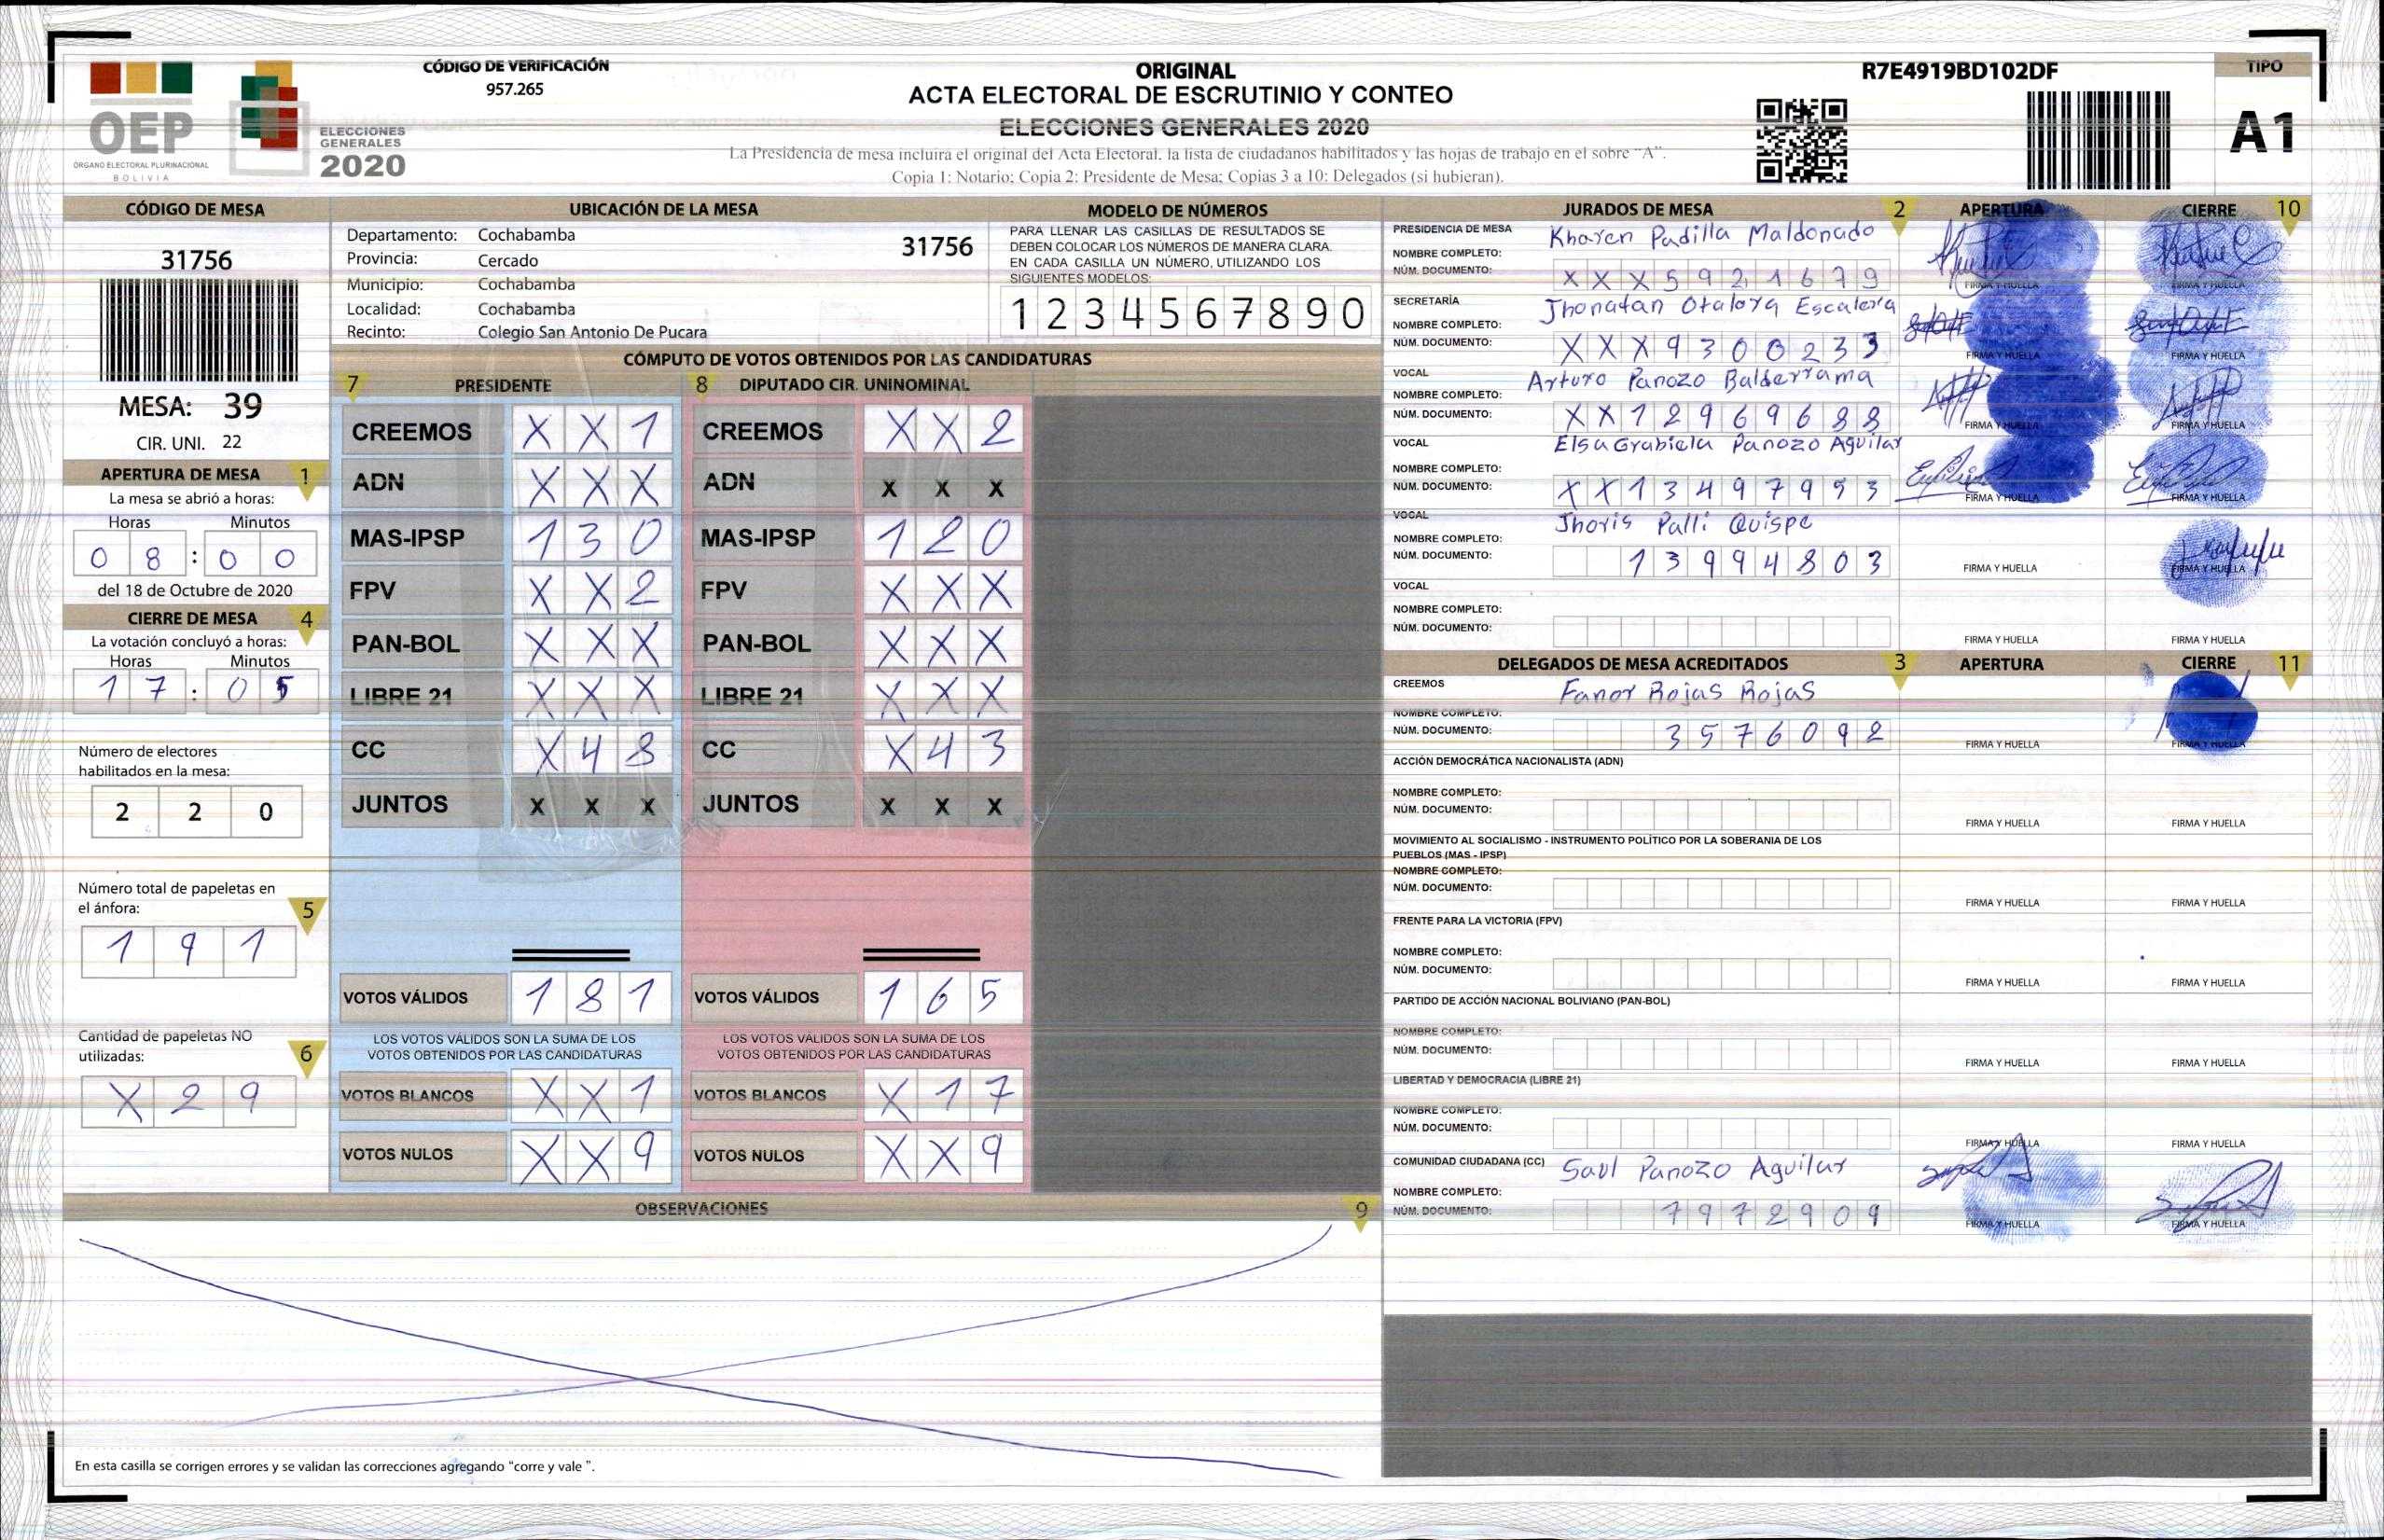 CÓDIGO DE VERIFICACIÓN
957.265
OEP
ÓRGANO ELECTORAL PLURINACIONAL
BOLIVIA
ELECCIONES
GENERALES
2020
ORIGINAL
ACTA ELECTORAL DE ESCRUTINIO Y CONTEO
ELECCIONES GENERALES 2020
La Presidencia de mesa incluira el original del Acta Electoral, la lista de ciudadanos habilitados y las hojas de trabajo en el sobre "A".
Copia 1: Notario; Copia 2: Presidente de Mesa; Copias 3 a 10: Delegados (si hubieran).
R7E4919BD102DF
TIPO
A1
CÓDIGO DE MESA
31756
MESA: 39
CIR. UNI. 22
APERTURA DE MESA 1
La mesa se abrió a horas:
Horas Minutos
0 8 : 0 0
del 18 de Octubre de 2020
CIERRE DE MESA 4
La votación concluyó a horas:
Horas Minutos
1 7 : 0 5
Número de electores
habilitados en la mesa:
2 2 0
Número total de papeletas en
el ánfora:
5
1 9 1
Cantidad de papeletas NO
utilizadas:
6
X 2 9
UBICACIÓN DE LA MESA
Departamento: Cochabamba
31756
Provincia: Cercado
Municipio: Cochabamba
Localidad: Cochabamba
Recinto: Colegio San Antonio De Pucara
MODELO DE NÚMEROS
PARA LLENAR LAS CASILLAS DE RESULTADOS SE
DEBEN COLOCAR LOS NÚMEROS DE MANERA CLARA.
EN CADA CASILLA UN NÚMERO, UTILIZANDO LOS
SIGUIENTES MODELOS:
1 2 3 4 5 6 7 8 9 0
CÓMPUTO DE VOTOS OBTENIDOS POR LAS CANDIDATURAS
7 PRESIDENTE 8 DIPUTADO CIR. UNINOMINAL
CREEMOS X X 1 CREEMOS X X 2
ADN X X X ADN X X X
MAS-IPSP 1 3 0 MAS-IPSP 1 2 0
FPV X X 2 FPV X X X
PAN-BOL X X X PAN-BOL X X X
LIBRE 21 X X X LIBRE 21 X X X
CC X 4 8 CC X 4 3
JUNTOS X X X JUNTOS X X X
VOTOS VÁLIDOS 1 8 1 VOTOS VÁLIDOS 1 6 5
LOS VOTOS VÁLIDOS SON LA SUMA DE LOS LOS VOTOS VÁLIDOS SON LA SUMA DE LOS
VOTOS OBTENIDOS POR LAS CANDIDATURAS VOTOS OBTENIDOS POR LAS CANDIDATURAS
VOTOS BLANCOS X X 1 VOTOS BLANCOS X 1 7
VOTOS NULOS X X 9 VOTOS NULOS X X 9
OBSERVACIONES 9
En esta casilla se corrigen errores y se validan las correcciones agregando "corre y vale ".
JURADOS DE MESA 2 APERTURA CIERRE 10
PRESIDENCIA DE MESA
Kharen Padilla Maldonado
NOMBRE COMPLETO:
NÚM. DOCUMENTO: X X X 5 9 2 1 6 7 9
FIRMA Y HUELLA FIRMA Y HUELLA
SECRETARÍA
Jhonatan Otalora Escalera
NOMBRE COMPLETO:
NÚM. DOCUMENTO: X X X 9 3 0 0 2 3 3
FIRMA Y HUELLA FIRMA Y HUELLA
VOCAL
Arturo Panozo Balderrama
NOMBRE COMPLETO:
NÚM. DOCUMENTO: X X 1 2 9 6 9 6 8 8
FIRMA Y HUELLA FIRMA Y HUELLA
VOCAL
Elsa Grabiela Panozo Aguilar
NOMBRE COMPLETO:
NÚM. DOCUMENTO: X X 1 3 4 9 7 9 5 3
FIRMA Y HUELLA FIRMA Y HUELLA
VOCAL
Jhoris Palli Quispe
NOMBRE COMPLETO:
NÚM. DOCUMENTO: 1 3 9 9 4 8 0 3
FIRMA Y HUELLA FIRMA Y HUELLA
VOCAL
NOMBRE COMPLETO:
NÚM. DOCUMENTO:
FIRMA Y HUELLA FIRMA Y HUELLA
DELEGADOS DE MESA ACREDITADOS 3 APERTURA CIERRE 11
CREEMOS
Fanor Rojas Rojas
NOMBRE COMPLETO:
NÚM. DOCUMENTO: 3 5 7 6 0 9 2
FIRMA Y HUELLA FIRMA Y HUELLA
ACCIÓN DEMOCRÁTICA NACIONALISTA (ADN)
NOMBRE COMPLETO:
NÚM. DOCUMENTO:
FIRMA Y HUELLA FIRMA Y HUELLA
MOVIMIENTO AL SOCIALISMO - INSTRUMENTO POLÍTICO POR LA SOBERANIA DE LOS
PUEBLOS (MAS - IPSP)
NOMBRE COMPLETO:
NÚM. DOCUMENTO:
FIRMA Y HUELLA FIRMA Y HUELLA
FRENTE PARA LA VICTORIA (FPV)
NOMBRE COMPLETO:
NÚM. DOCUMENTO:
FIRMA Y HUELLA FIRMA Y HUELLA
PARTIDO DE ACCIÓN NACIONAL BOLIVIANO (PAN-BOL)
NOMBRE COMPLETO:
NÚM. DOCUMENTO:
FIRMA Y HUELLA FIRMA Y HUELLA
LIBERTAD Y DEMOCRACIA (LIBRE 21)
NOMBRE COMPLETO:
NÚM. DOCUMENTO:
FIRMA Y HUELLA FIRMA Y HUELLA
COMUNIDAD CIUDADANA (CC)
Saul Panozo Aguilar
NOMBRE COMPLETO:
NÚM. DOCUMENTO: 7 9 7 2 9 0 9
FIRMA Y HUELLA FIRMA Y HUELLA